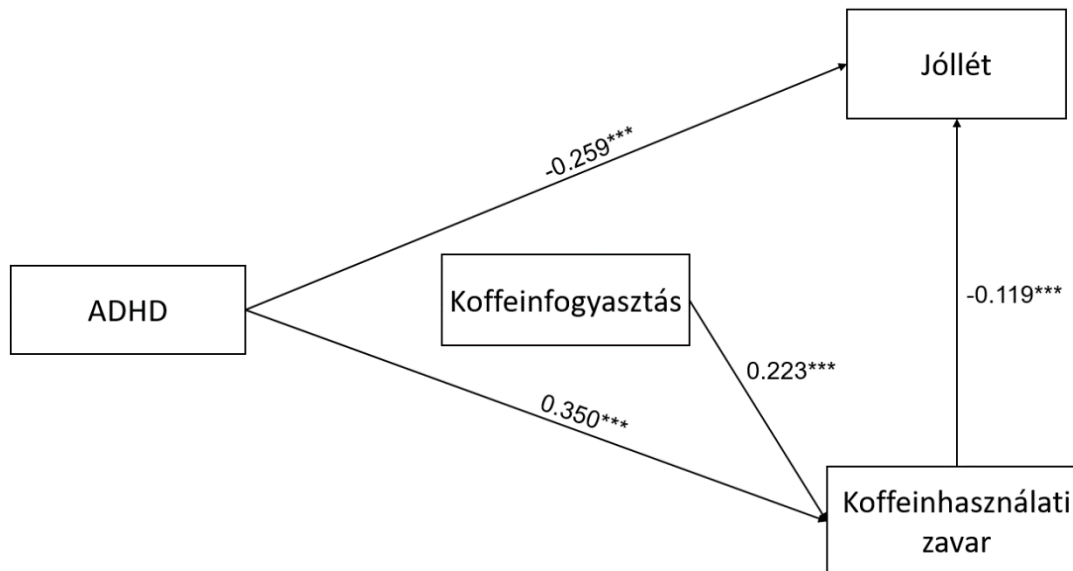 Jóllét
-0.259***
ADHD
Koffeinfogyasztás
-0.119***
0.223***
0.350***
Koffeinhasználati
zavar